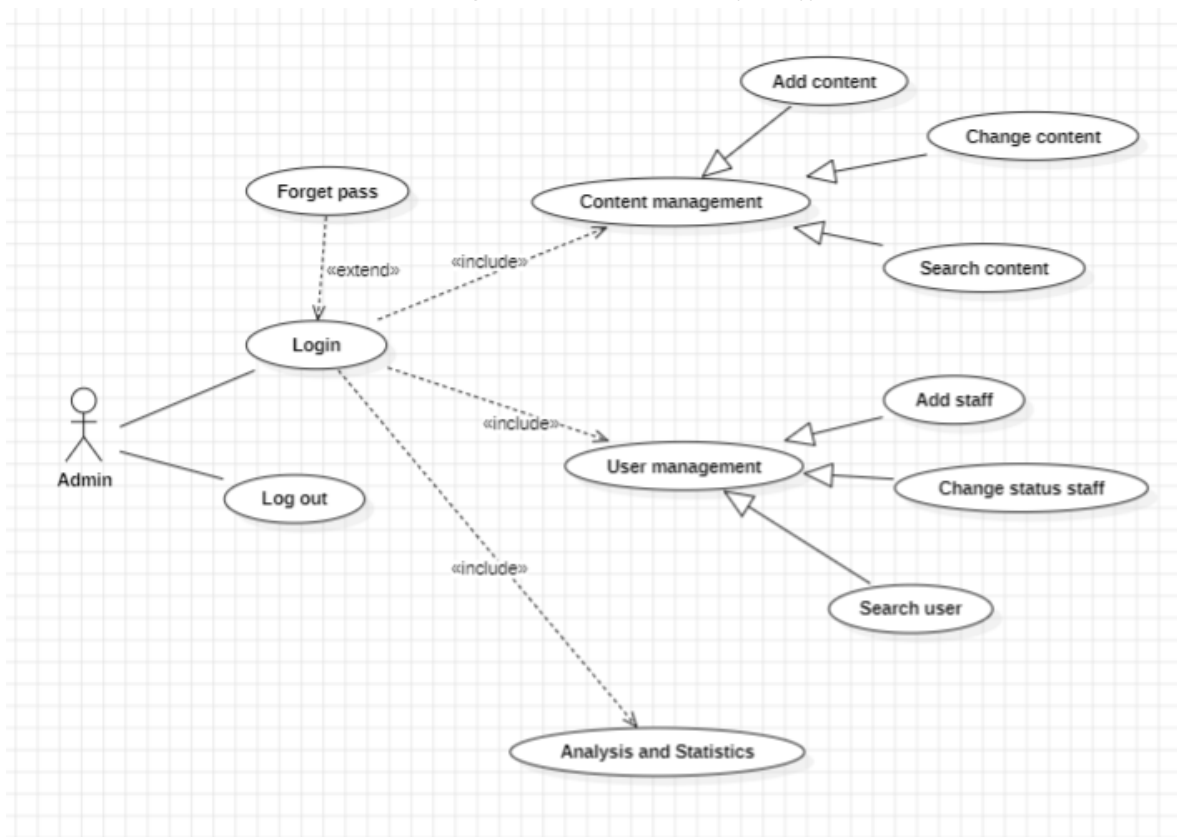 Add content
Change content
Forget pass
Content management
«include»
«extend»
Search content
Login
Add staff
«include»
User management
Admin
Log out
Change status staff
«include»
Search user
Analysis and Statistics